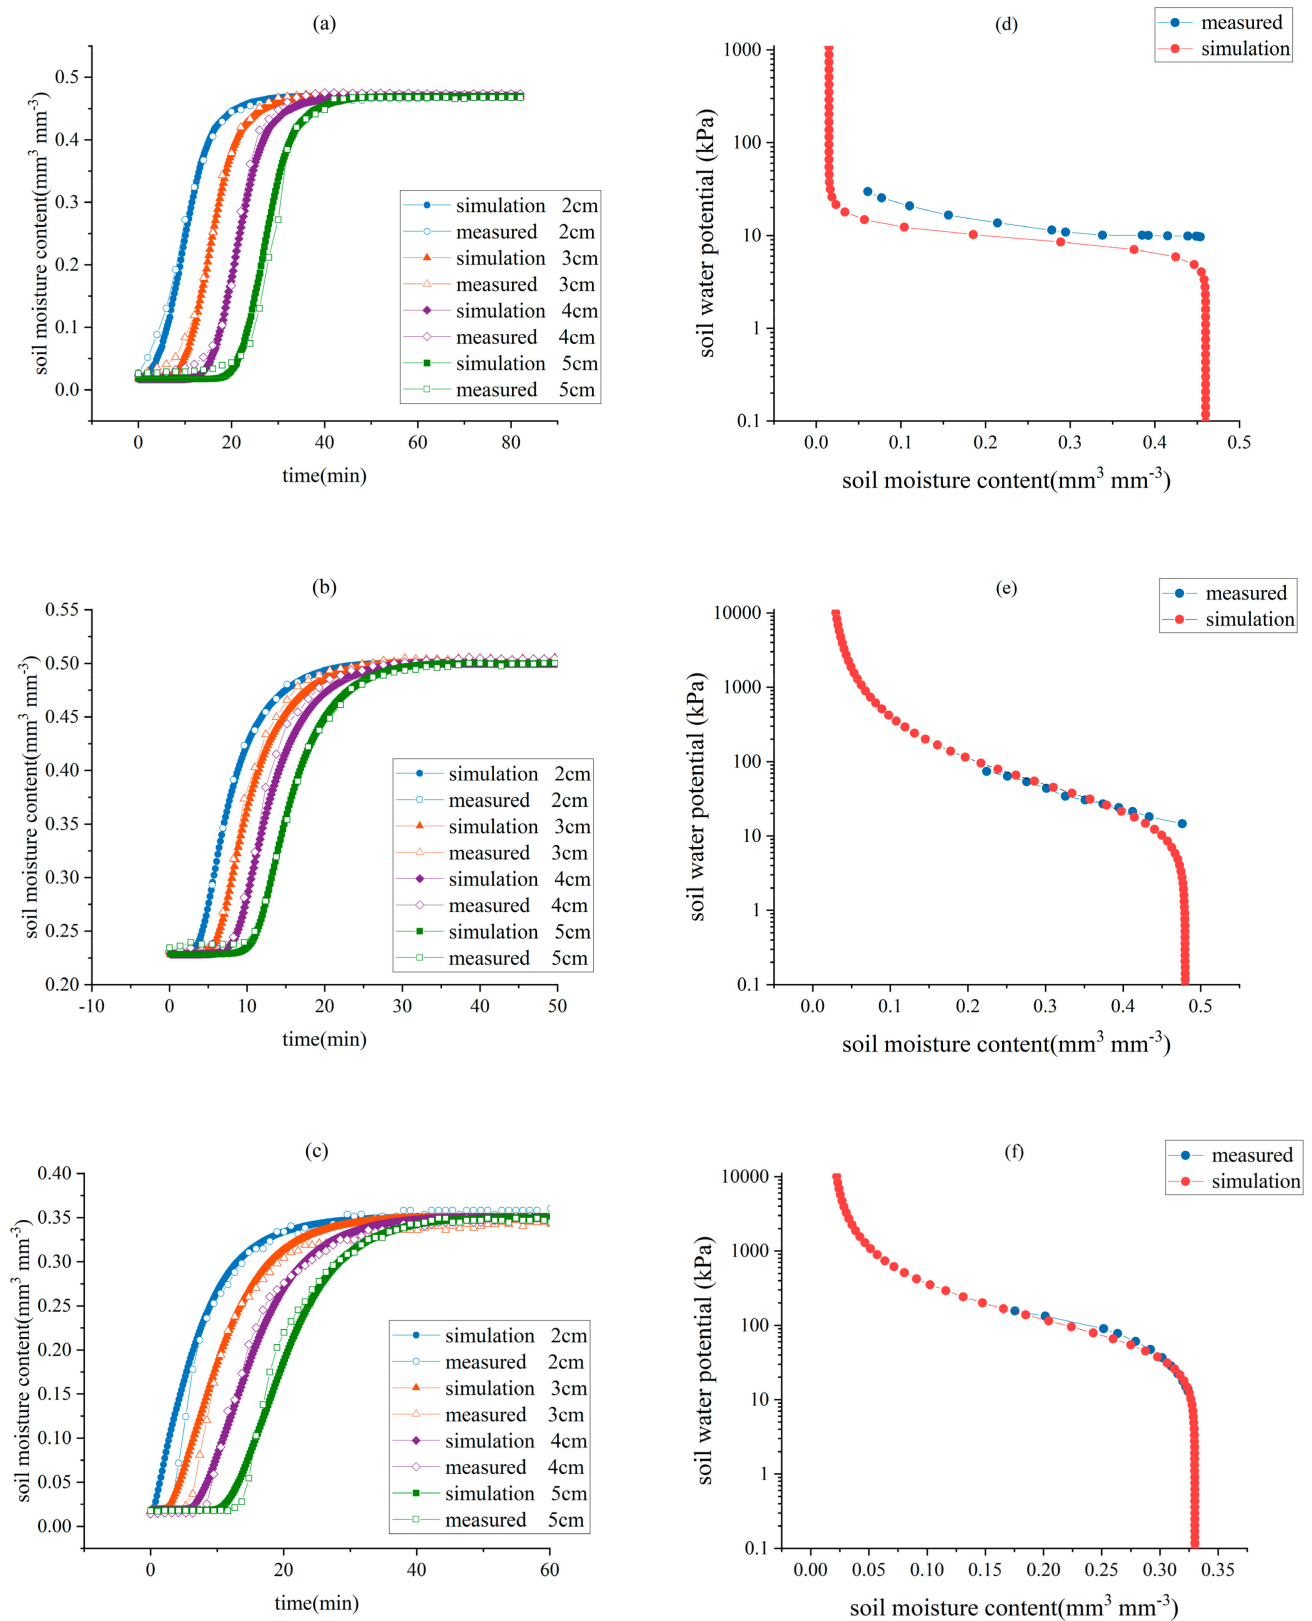 (a)
soil moisture content(mm³ mm⁻³)
0.5
0.4
0.3
0.2
0.1
0.0
0
20
40
60
80
time(min)
simulation 2cm
measured 2cm
simulation 3cm
measured 3cm
simulation 4cm
measured 4cm
simulation 5cm
measured 5cm
(d)
measured
simulation
soil water potential (kPa)
1000
100
10
1
0.1
0.0
0.1
0.2
0.3
0.4
0.5
soil moisture content(mm³ mm⁻³)
(b)
soil moisture content(mm³ mm⁻³)
0.55
0.50
0.45
0.40
0.35
0.30
0.25
0.20
-10
0
10
20
30
40
50
time(min)
simulation 2cm
measured 2cm
simulation 3cm
measured 3cm
simulation 4cm
measured 4cm
simulation 5cm
measured 5cm
(e)
measured
simulation
soil water potential (kPa)
10000
1000
100
10
1
0.1
0.0
0.1
0.2
0.3
0.4
0.5
soil moisture content(mm³ mm⁻³)
(c)
soil moisture content(mm³ mm⁻³)
0.40
0.35
0.30
0.25
0.20
0.15
0.10
0.05
0.00
0
20
40
60
time(min)
simulation 2cm
measured 2cm
simulation 3cm
measured 3cm
simulation 4cm
measured 4cm
simulation 5cm
measured 5cm
(f)
measured
simulation
soil water potential (kPa)
10000
1000
100
10
1
0.1
0.00
0.05
0.10
0.15
0.20
0.25
0.30
0.35
soil moisture content(mm³ mm⁻³)